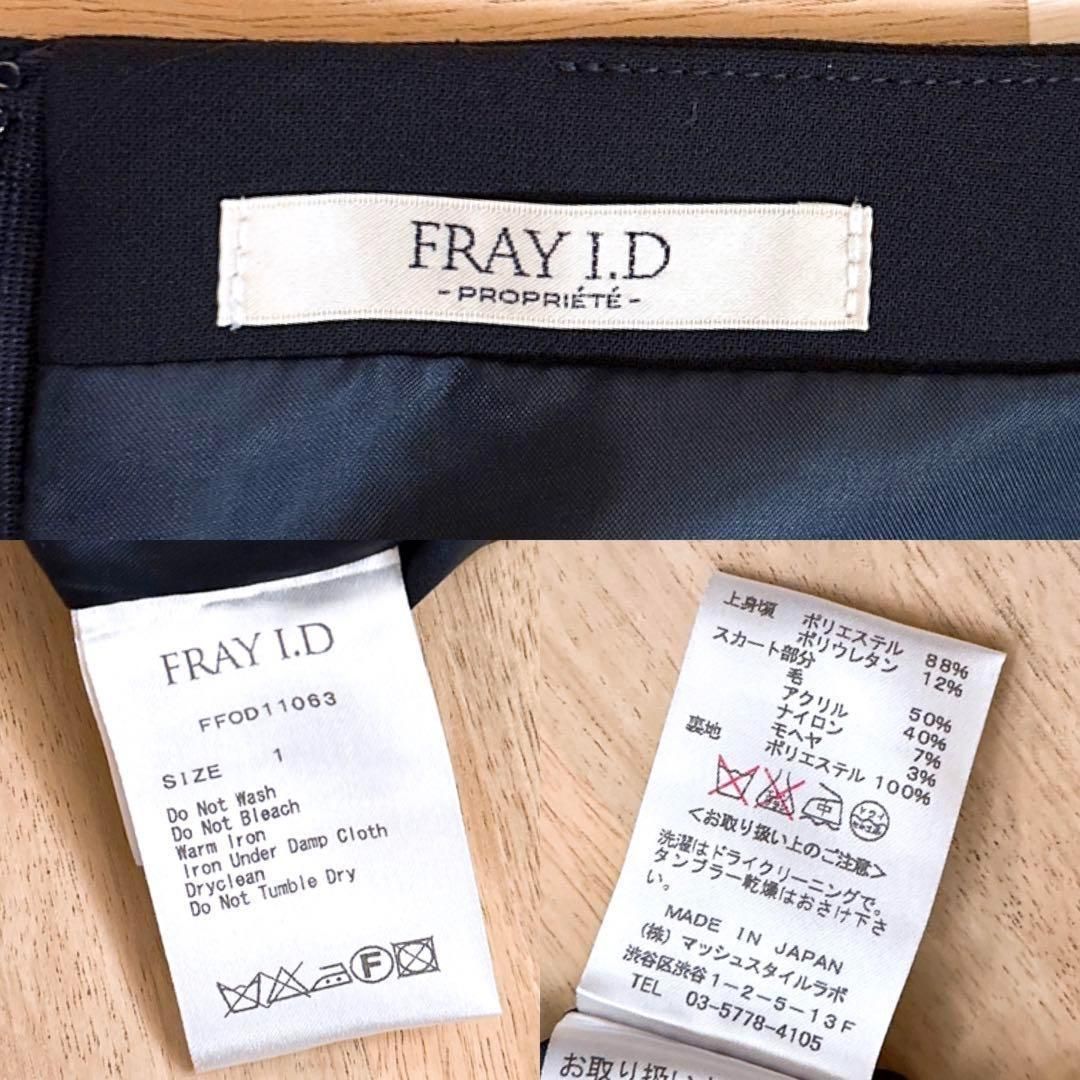 FRAY I.D
-PROPRIÉTÉ-
FRAY I.D
FFOD11063
SIZE 1
Do Not Wash
Do Not Bleach
Warm Iron
Iron Under Damp Cloth
Dryclean
Do Not Tumble Dry
F
上身頃 ポリエステル 88%
ポリウレタン 12%
スカート部分
毛 50%
アクリル 40%
ナイロン 7%
モヘヤ 3%
裏地 ポリエステル 100%
中
<お取り扱い上のご注意>
洗濯はドライクリーニングで。
タンブラー乾燥はおさけ下さ
い。
MADE IN JAPAN
(株)マッシュスタイルラボ
渋谷区渋谷1-2-5-13F
TEL 03-5778-4105
お取り扱い